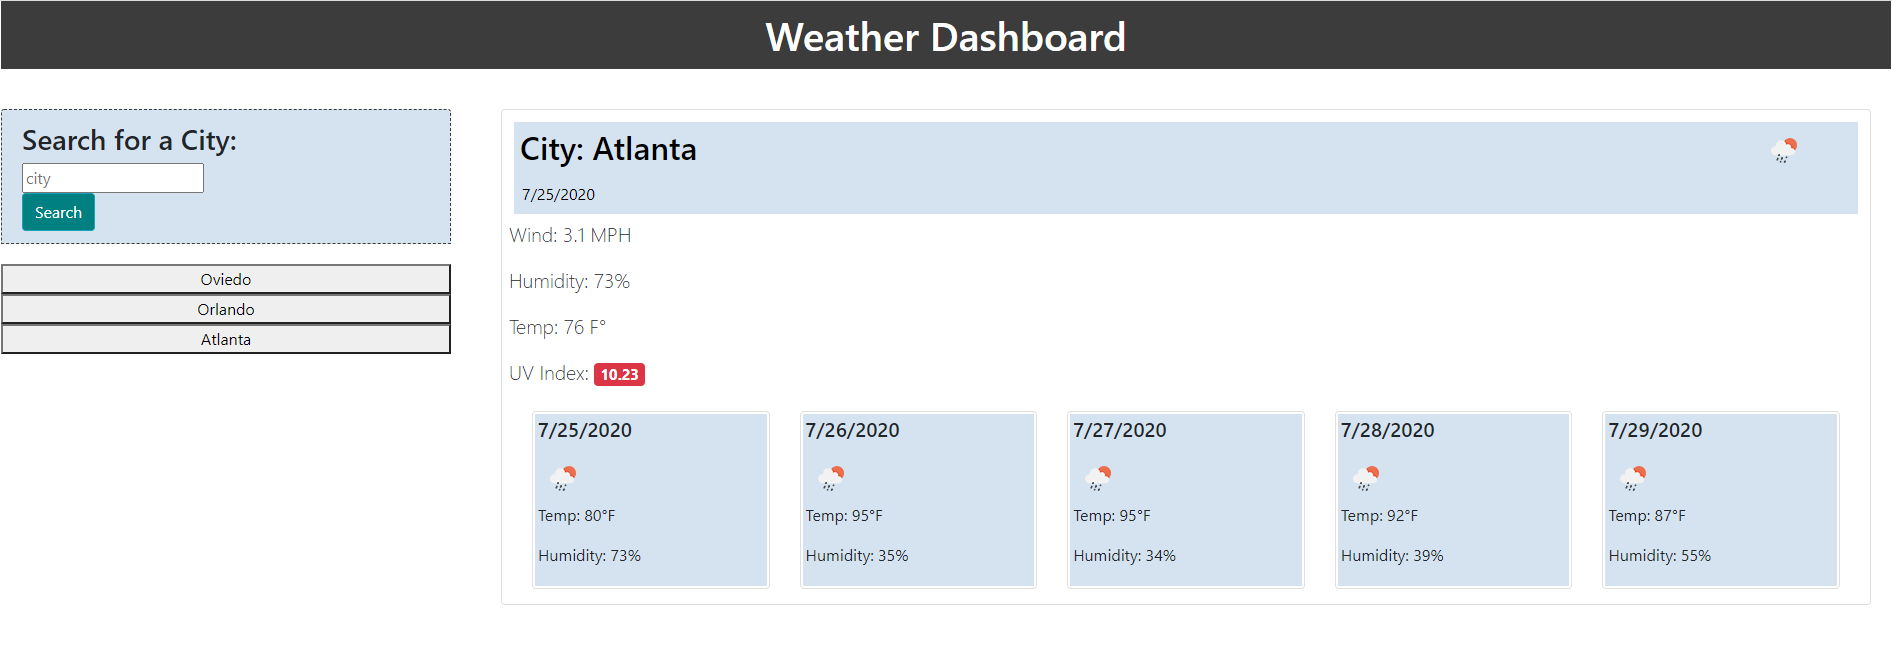 Weather Dashboard
Search for a City:
city
Search
Oviedo
Orlando
Atlanta
City: Atlanta
7/25/2020
Wind: 3.1 MPH
Humidity: 73%
Temp: 76 F°
UV Index: 10.23
7/25/2020
Temp: 80°F
Humidity: 73%
7/26/2020
Temp: 95°F
Humidity: 35%
7/27/2020
Temp: 95°F
Humidity: 34%
7/28/2020
Temp: 92°F
Humidity: 39%
7/29/2020
Temp: 87°F
Humidity: 55%